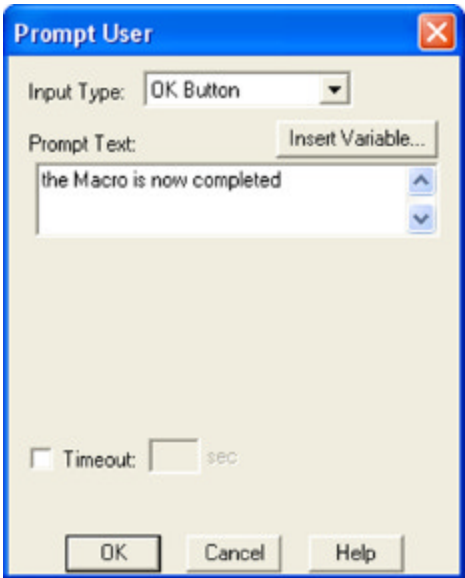 Prompt User
Input Type: OK Button
Prompt Text: Insert Variable...
the Macro is now completed
Timeout: sec
OK Cancel Help